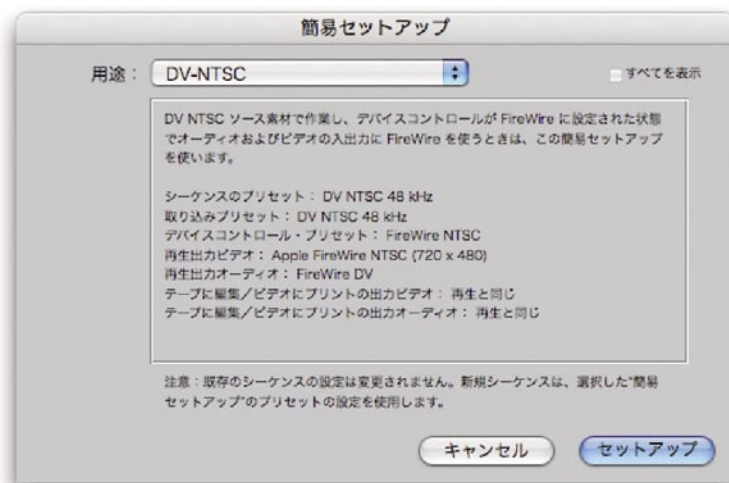 簡易セットアップ
用途： DV-NTSC すべてを表示
DV NTSC ソース素材で作業し、デバイスコントロールが FireWire に設定された状態
でオーディオおよびビデオの入出力に FireWire を使うときは、この簡易セットアップ
を使います。
シーケンスのプリセット： DV NTSC 48 kHz
取り込みプリセット： DV NTSC 48 kHz
デバイスコントロール・プリセット： FireWire NTSC
再生出力ビデオ： Apple FireWire NTSC (720 x 480)
再生出力オーディオ： FireWire DV
テープに編集／ビデオにプリントの出力ビデオ： 再生と同じ
テープに編集／ビデオにプリントの出力オーディオ： 再生と同じ
注意：既存のシーケンスの設定は変更されません。新規シーケンスは、選択した"簡易
セットアップ"のプリセットの設定を使用します。
キャンセル セットアップ